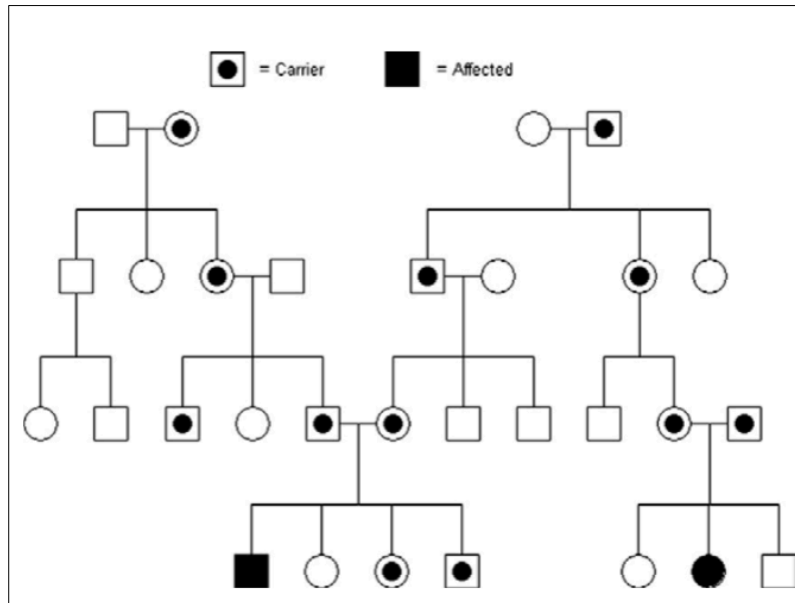 = Carrier
= Affected